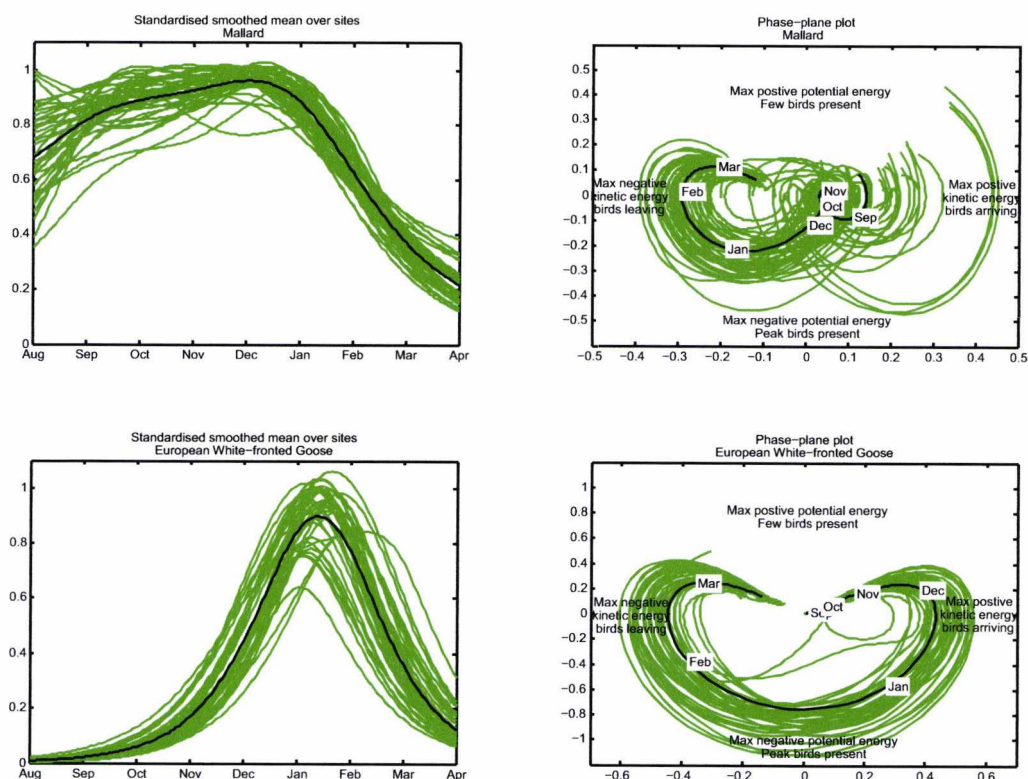 Standardised smoothed mean over sites
Mallard
1
0.8
0.6
0.4
0.2
0
Aug Sep Oct Nov Dec Jan Feb Mar Apr
Phase−plane plot
Mallard
0.5
0.4
0.3
0.2
0.1
0
−0.1
−0.2
−0.3
−0.4
−0.5
Max postive potential energy
Few birds present
Mar
Nov
Max negative
kinetic energy
birds leaving
Feb
Oct
Sep
Dec
Jan
Max postive
kinetic energy
birds arriving
Max negative potential energy
Peak birds present
−0.5 −0.4 −0.3 −0.2 −0.1 0 0.1 0.2 0.3 0.4 0.5
Standardised smoothed mean over sites
European White−fronted Goose
1
0.8
0.6
0.4
0.2
0
Aug Sep Oct Nov Dec Jan Feb Mar Apr
Phase−plane plot
European White−fronted Goose
1
0.8
0.6
0.4
0.2
0
−0.2
−0.4
−0.6
−0.8
−1
Max postive potential energy
Few birds present
Mar
Nov
Dec
Max negative
kinetic energy
birds leaving
Sep
Oct
Max postive
kinetic energy
birds arriving
Feb
Jan
Max negative potential energy
Peak birds present
−0.6 −0.4 −0.2 0 0.2 0.4 0.6